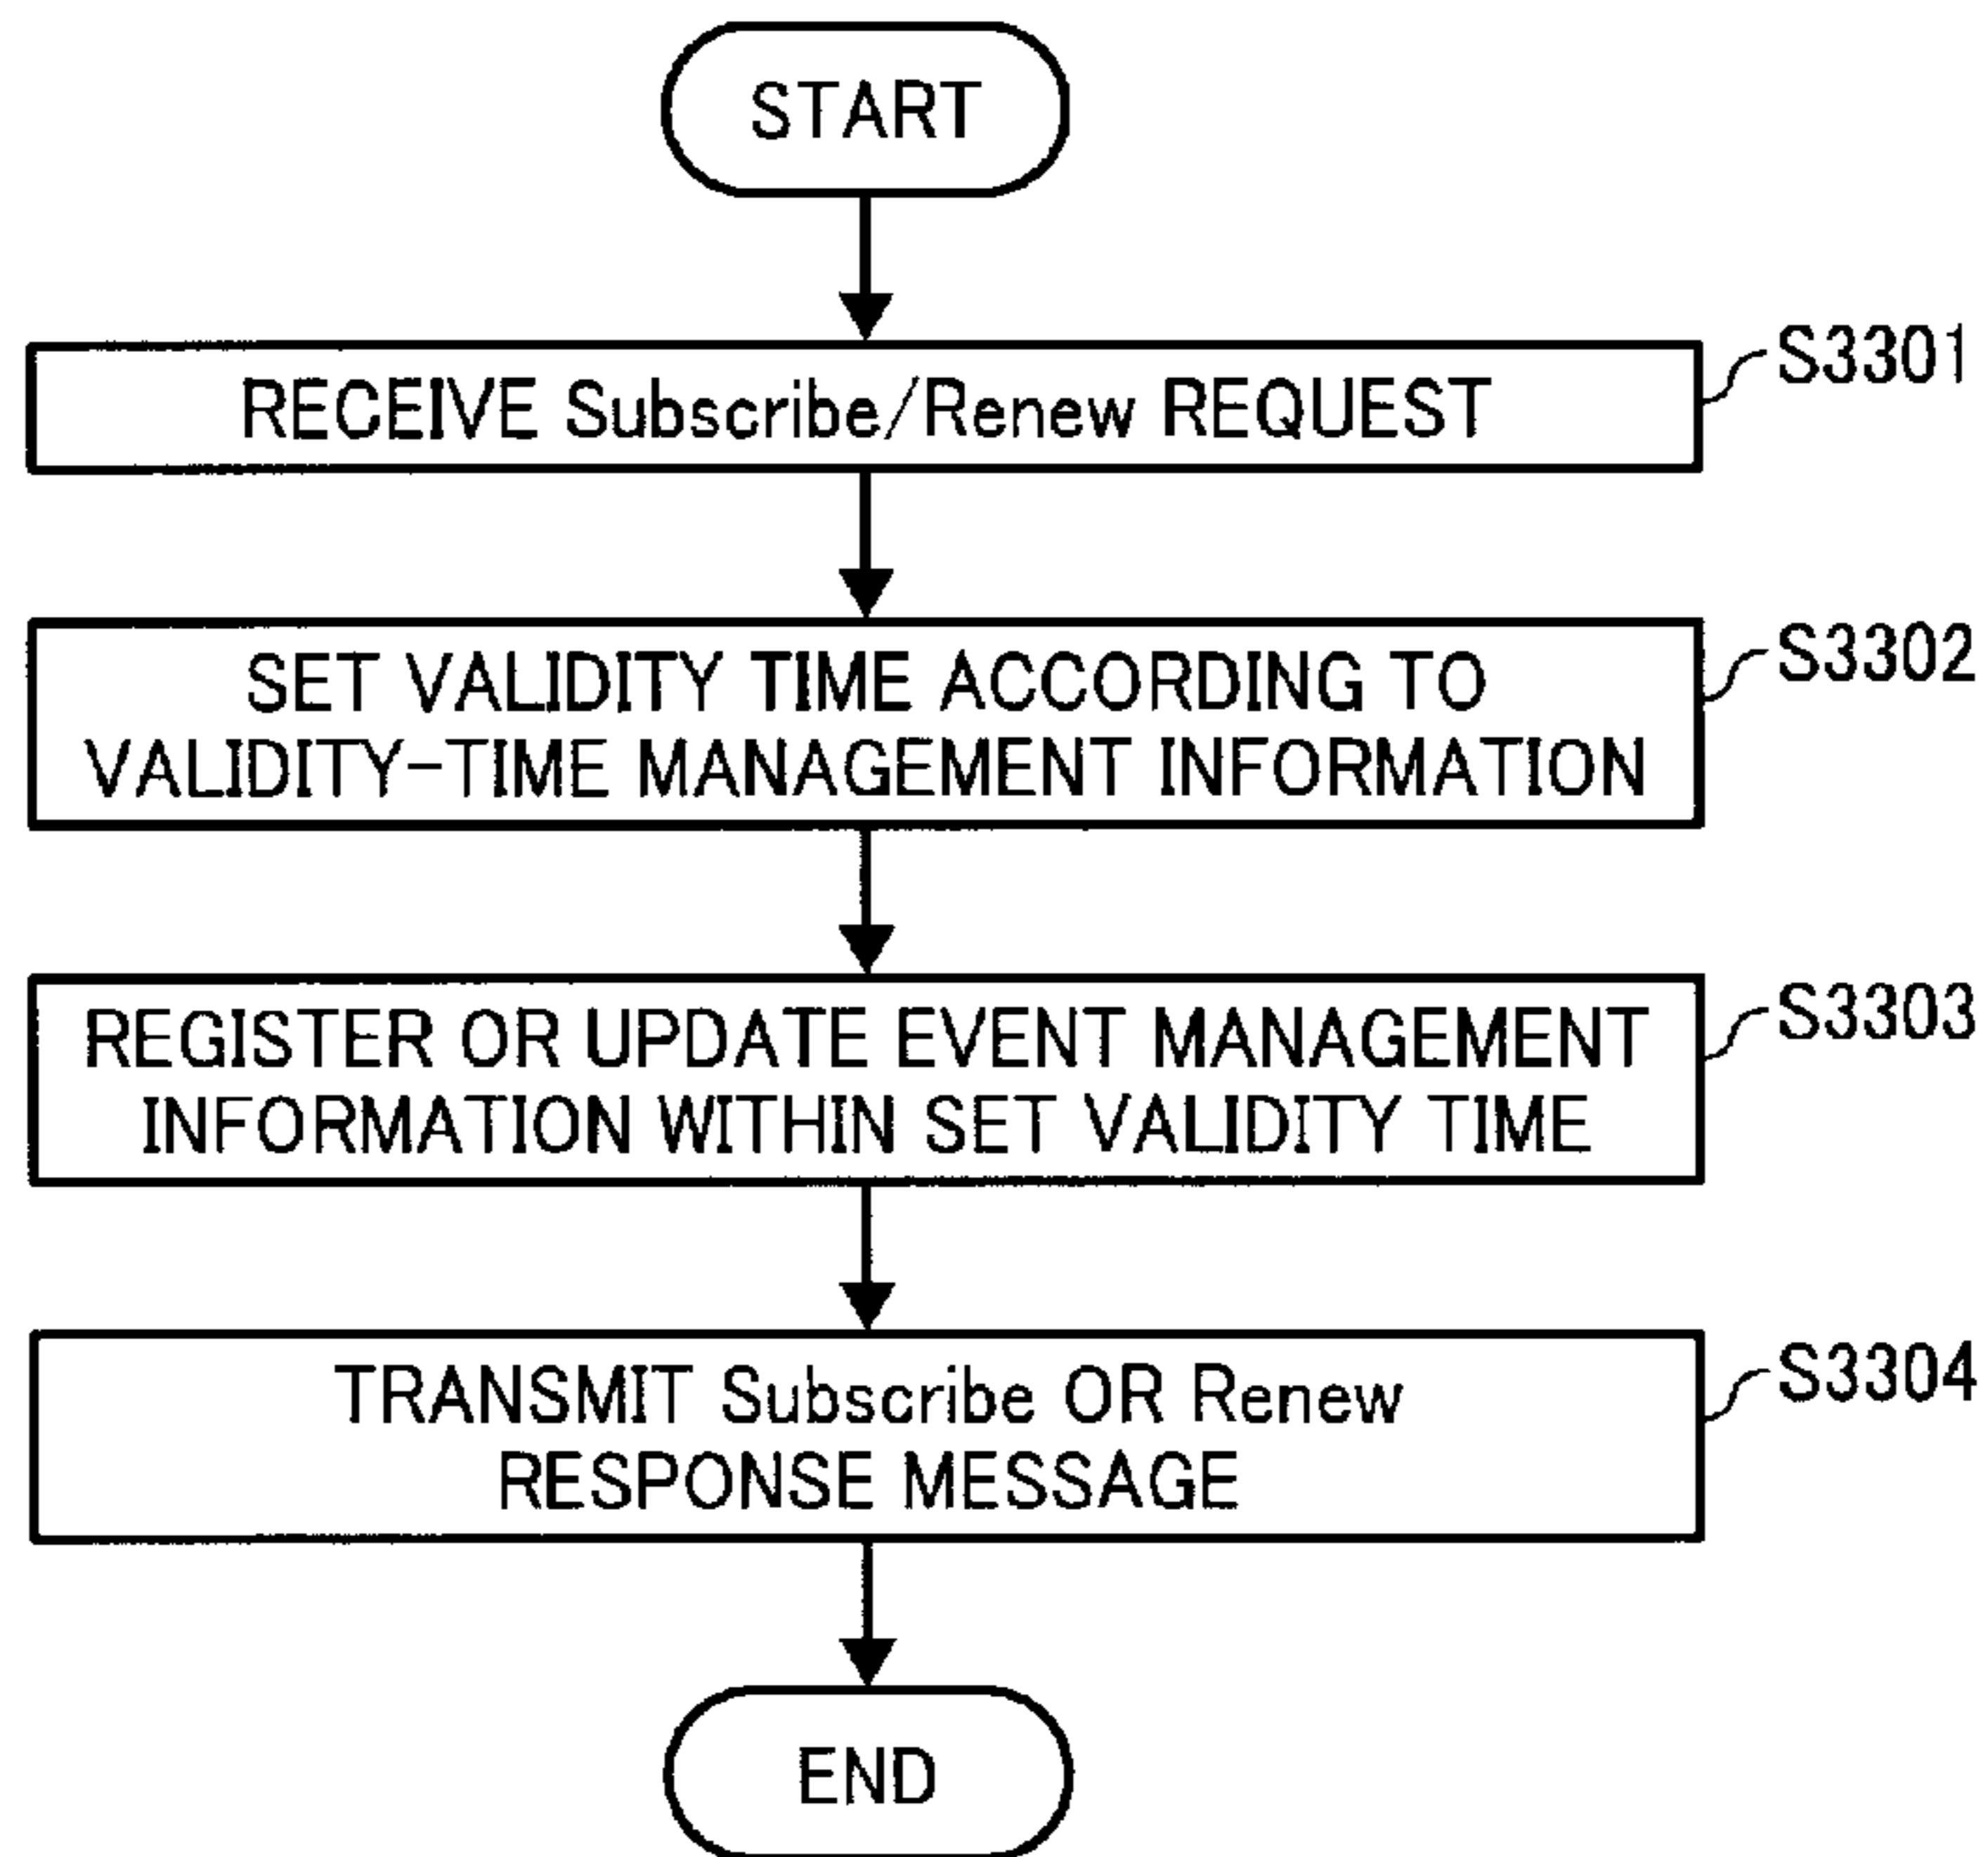 START
RECEIVE Subscribe/Renew REQUEST
S3301
SET VALIDITY TIME ACCORDING TO
VALIDITY-TIME MANAGEMENT INFORMATION
S3302
REGISTER OR UPDATE EVENT MANAGEMENT
INFORMATION WITHIN SET VALIDITY TIME
S3303
TRANSMIT Subscribe OR Renew
RESPONSE MESSAGE
S3304
END